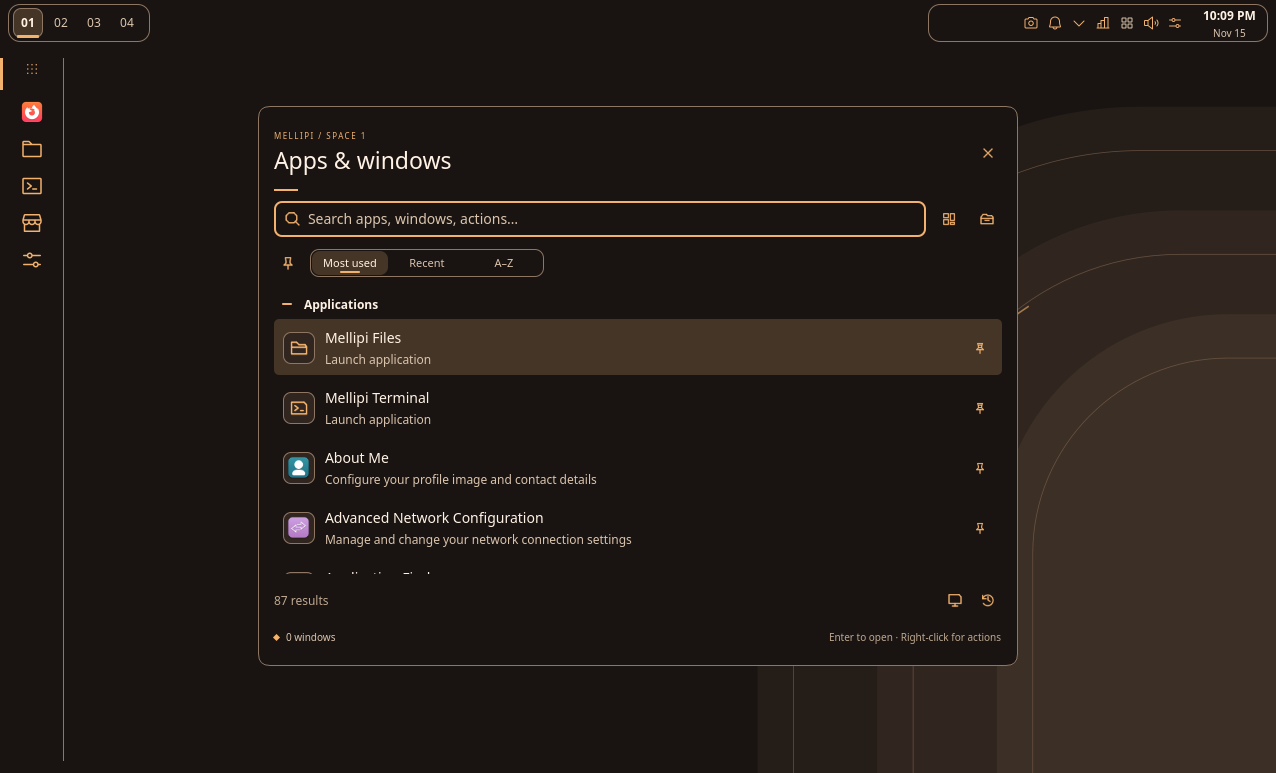 01 02 03 04
10:09 PM
Nov 15
MELLIPI / SPACE 1
Apps & windows
Search apps, windows, actions...
Most used Recent A–Z
Applications
Mellipi Files
Launch application
Mellipi Terminal
Launch application
About Me
Configure your profile image and contact details
Advanced Network Configuration
Manage and change your network connection settings
87 results
0 windows
Enter to open · Right-click for actions